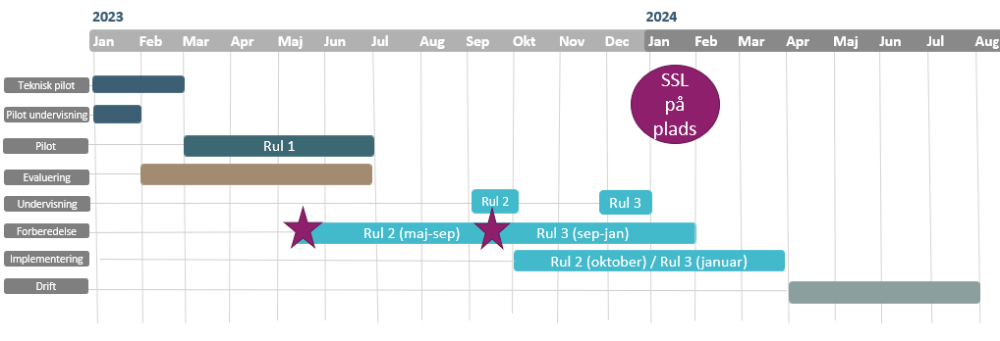 2023
2024
Jan Feb Mar Apr Maj Jun Jul Aug Sep Okt Nov Dec Jan Feb Mar Apr Maj Jun Jul Aug
SSL
på
plads
Teknisk pilot
Pilot undervisning
Pilot
Rul 1
Evaluering
Undervisning
Rul 2
Rul 3
Forberedelse
Rul 2 (maj-sep)
Rul 3 (sep-jan)
Implementering
Rul 2 (oktober) / Rul 3 (januar)
Drift